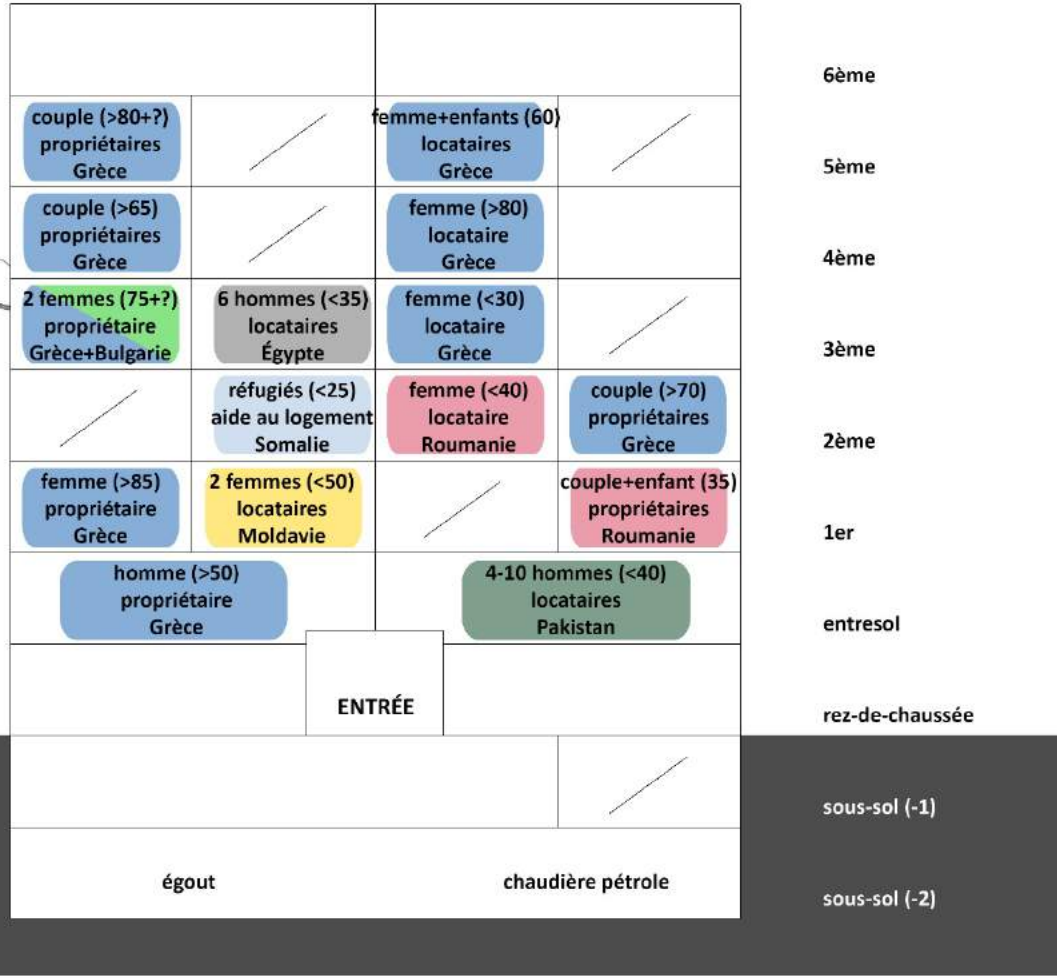 6ème
couple (>80+?)
propriétaires
Grèce
femme+enfants (60)
locataires
Grèce
5ème
couple (>65)
propriétaires
Grèce
femme (>80)
locataire
Grèce
4ème
2 femmes (75+?)
propriétaire
Grèce+Bulgarie
6 hommes (<35)
locataires
Égypte
femme (<30)
locataire
Grèce
3ème
réfugiés (<25)
aide au logement
Somalie
femme (<40)
locataire
Roumanie
couple (>70)
propriétaires
Grèce
2ème
femme (>85)
propriétaire
Grèce
2 femmes (<50)
locataires
Moldavie
couple+enfant (35)
propriétaires
Roumanie
1er
homme (>50)
propriétaire
Grèce
4-10 hommes (<40)
locataires
Pakistan
entresol
ENTRÉE
rez-de-chaussée
sous-sol (-1)
égout
chaudière pétrole
sous-sol (-2)